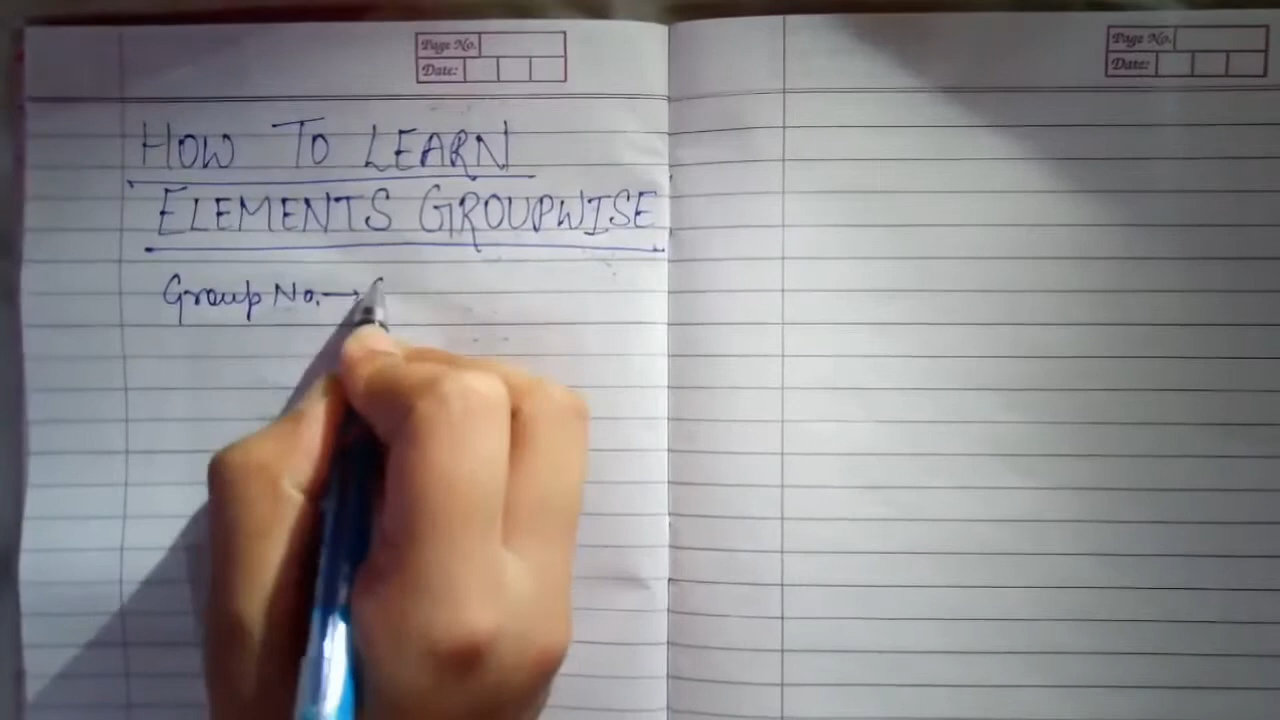 Page No.
Date:
Page No.
Date:
HOW TO LEARN
ELEMENTS GROUPWISE
Group No. →